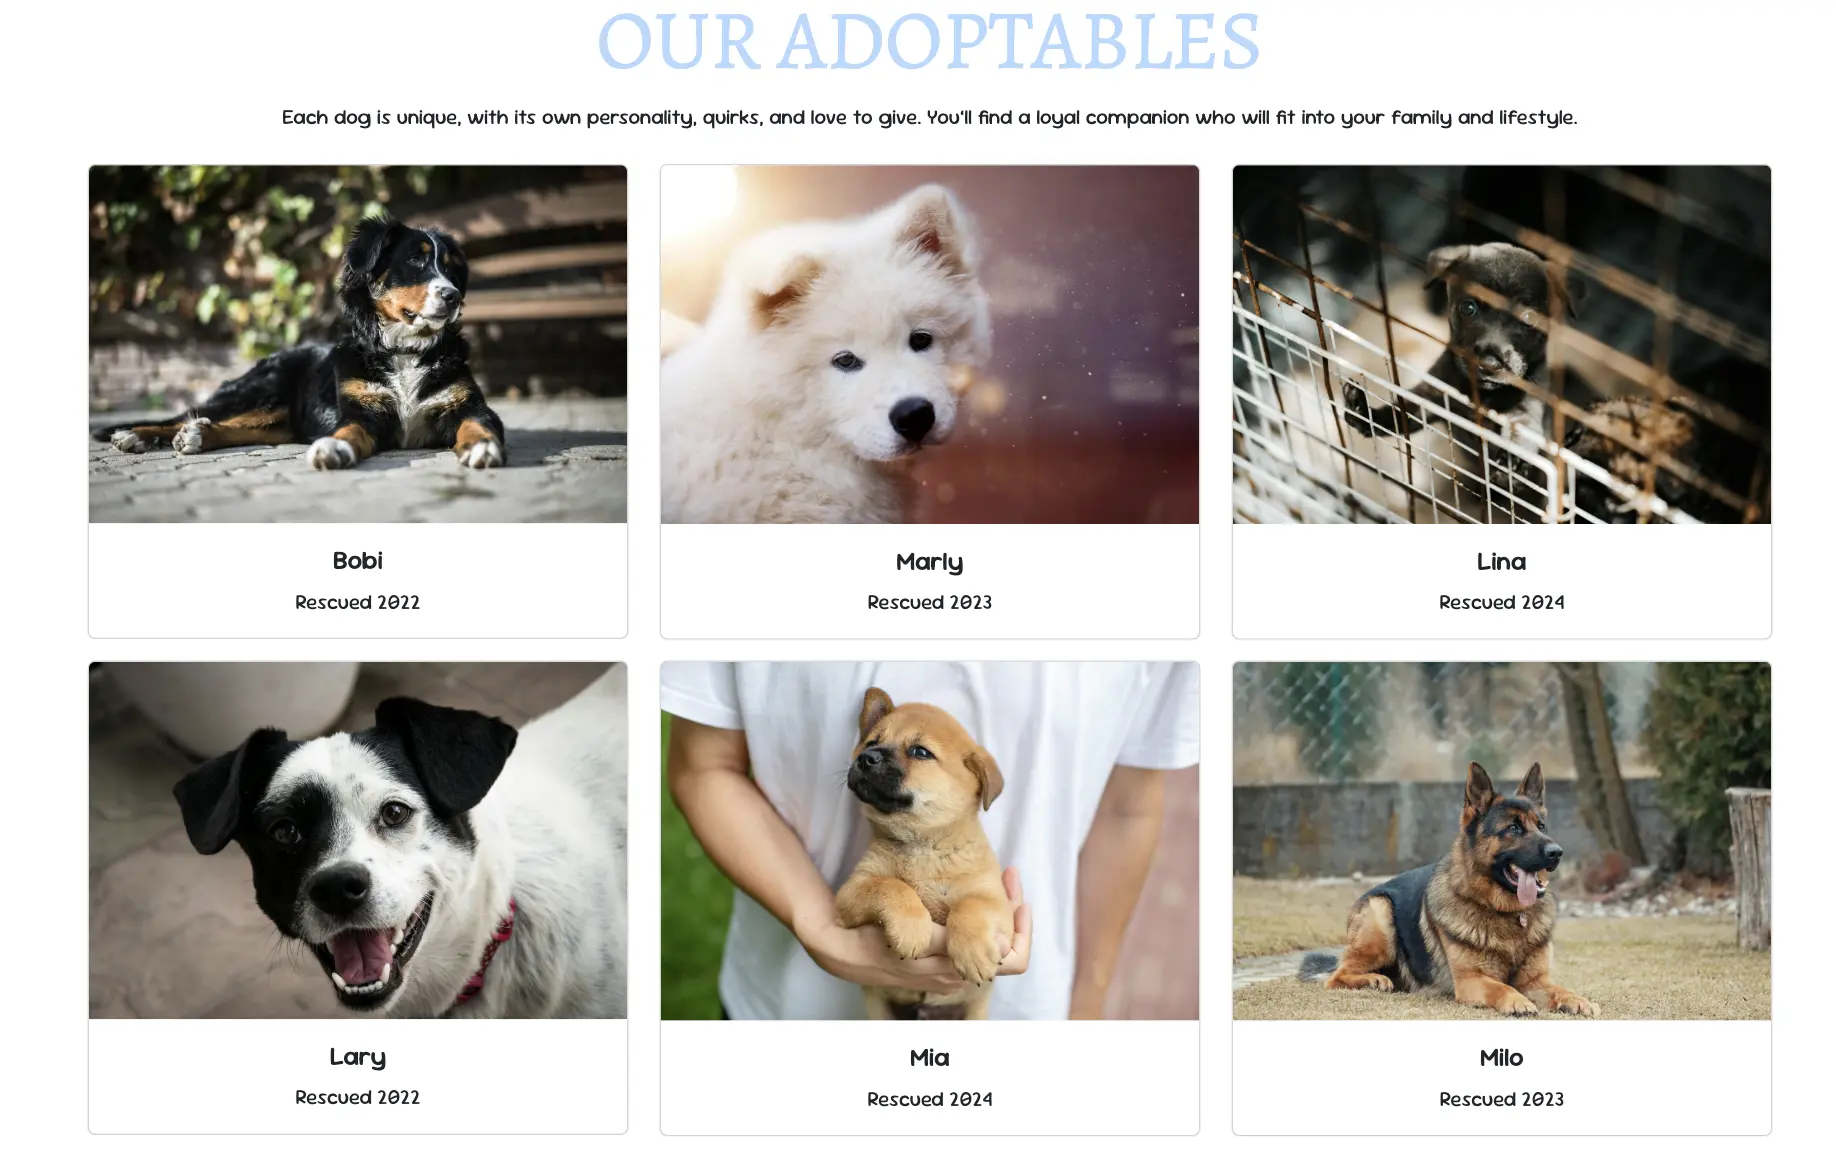 OUR ADOPTABLES
Each dog is unique, with its own personality, quirks, and love to give. You'll find a loyal companion who will fit into your family and lifestyle.
Bobi
Rescued 2022
Marly
Rescued 2023
Lina
Rescued 2024
Lary
Rescued 2022
Mia
Rescued 2024
Milo
Rescued 2023